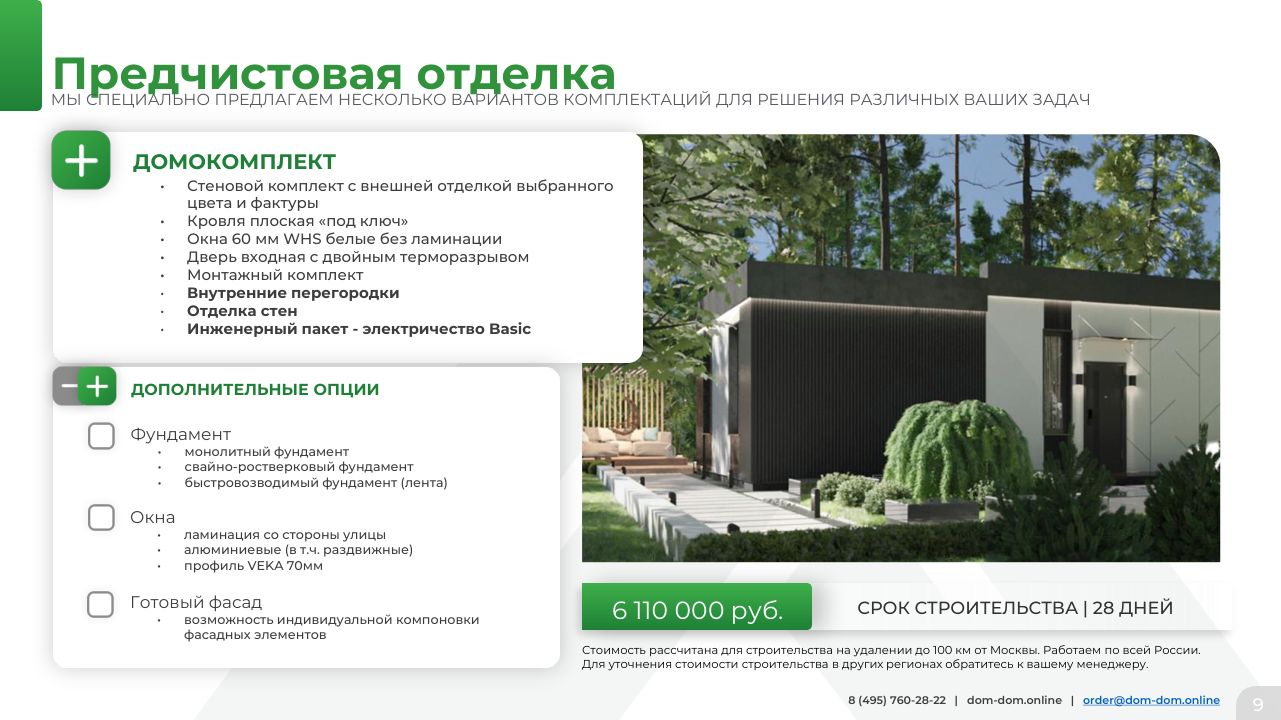 Предчистовая отделка
МЫ СПЕЦИАЛЬНО ПРЕДЛАГАЕМ НЕСКОЛЬКО ВАРИАНТОВ КОМПЛЕКТАЦИЙ ДЛЯ РЕШЕНИЯ РАЗЛИЧНЫХ ВАШИХ ЗАДАЧ
ДОМОКОМПЛЕКТ
• Стеновой комплект с внешней отделкой выбранного
цвета и фактуры
• Кровля плоская «под ключ»
• Окна 60 мм WHS белые без ламинации
• Дверь входная с двойным терморазрывом
• Монтажный комплект
• Внутренние перегородки
• Отделка стен
• Инженерный пакет - электричество Basic
ДОПОЛНИТЕЛЬНЫЕ ОПЦИИ
Фундамент
• монолитный фундамент
• свайно-ростверковый фундамент
• быстровозводимый фундамент (лента)
Окна
• ламинация со стороны улицы
• алюминиевые (в т.ч. раздвижные)
• профиль VEKA 70мм
Готовый фасад
• возможность индивидуальной компоновки
фасадных элементов
6 110 000 руб.
СРОК СТРОИТЕЛЬСТВА | 28 ДНЕЙ
Стоимость рассчитана для строительства на удалении до 100 км от Москвы. Работаем по всей России.
Для уточнения стоимости строительства в других регионах обратитесь к вашему менеджеру.
8 (495) 760-28-22 | dom-dom.online | order@dom-dom.online
9